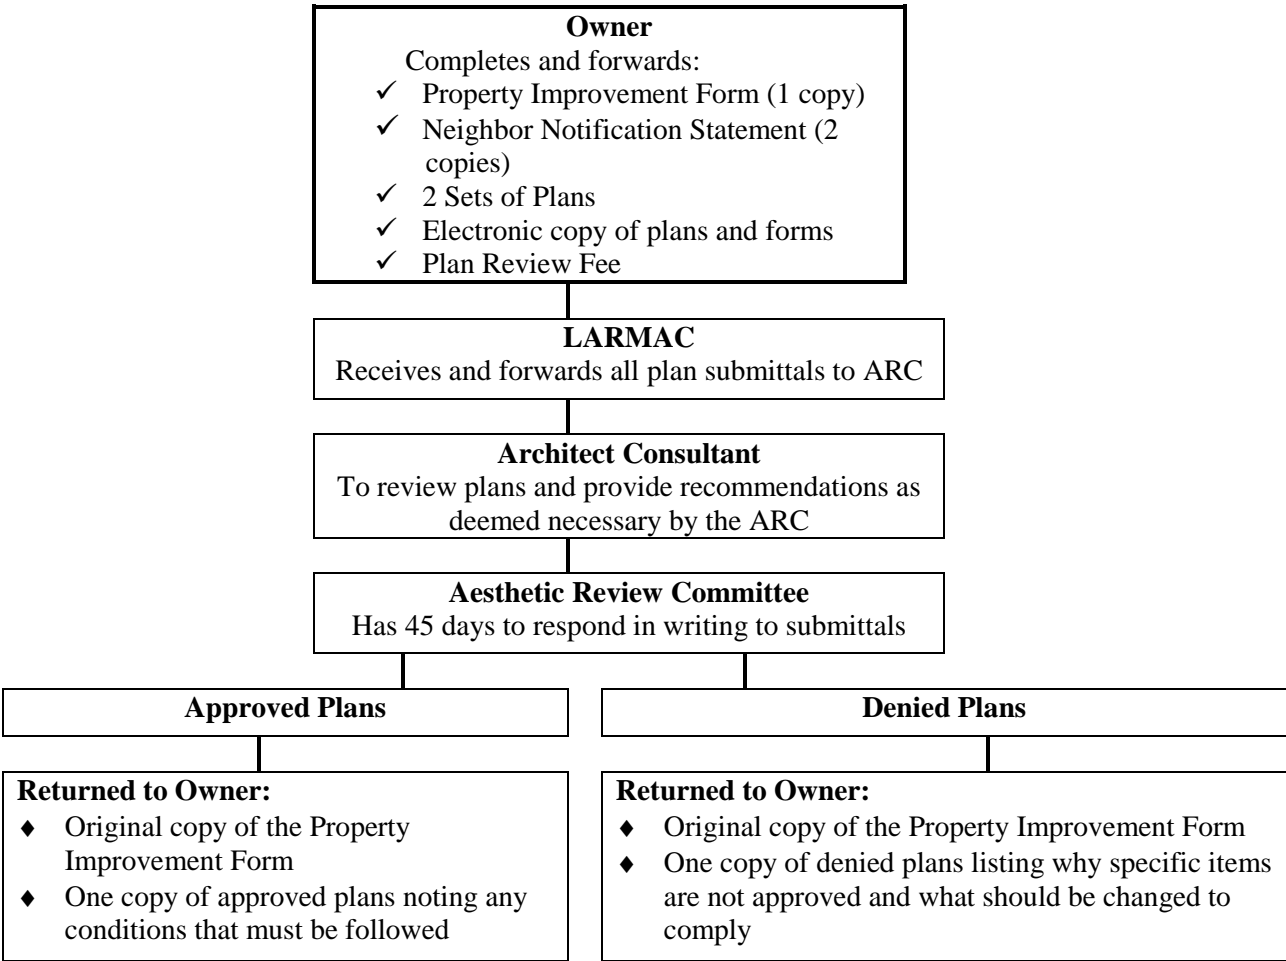 Owner
Completes and forwards:
✓ Property Improvement Form (1 copy)
✓ Neighbor Notification Statement (2
copies)
✓ 2 Sets of Plans
✓ Electronic copy of plans and forms
✓ Plan Review Fee
LARMAC
Receives and forwards all plan submittals to ARC
Architect Consultant
To review plans and provide recommendations as
deemed necessary by the ARC
Aesthetic Review Committee
Has 45 days to respond in writing to submittals
Approved Plans
Returned to Owner:
♦ Original copy of the Property
Improvement Form
♦ One copy of approved plans noting any
conditions that must be followed
Denied Plans
Returned to Owner:
♦ Original copy of the Property Improvement Form
♦ One copy of denied plans listing why specific items
are not approved and what should be changed to
comply